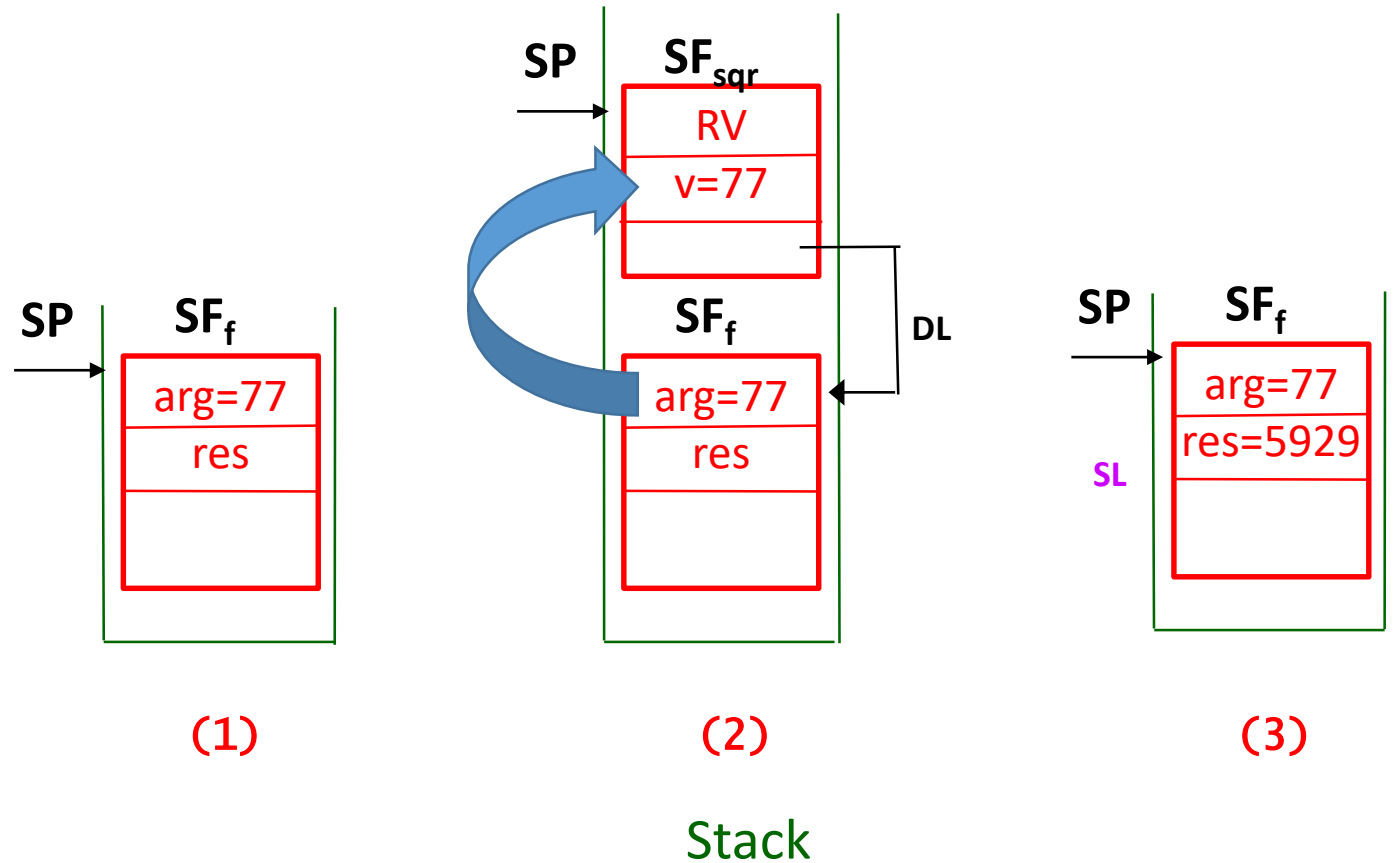 SP
SF_f
arg=77
res
(1)
SP
SF_sqr
RV
v=77
SF_f
DL
arg=77
res
(2)
SP
SF_f
arg=77
res=5929
SL
(3)
Stack